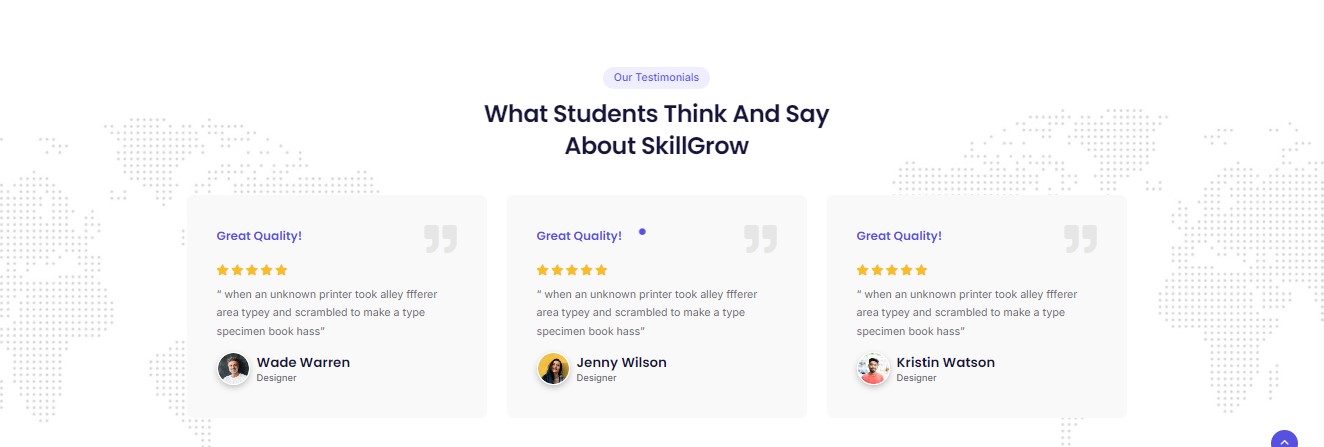 Our Testimonials
What Students Think And Say
About SkillGrow
Great Quality!
“ when an unknown printer took alley ffferer
area typey and scrambled to make a type
specimen book hass”
Wade Warren
Designer
Great Quality!
“ when an unknown printer took alley ffferer
area typey and scrambled to make a type
specimen book hass”
Jenny Wilson
Designer
Great Quality!
“ when an unknown printer took alley ffferer
area typey and scrambled to make a type
specimen book hass”
Kristin Watson
Designer